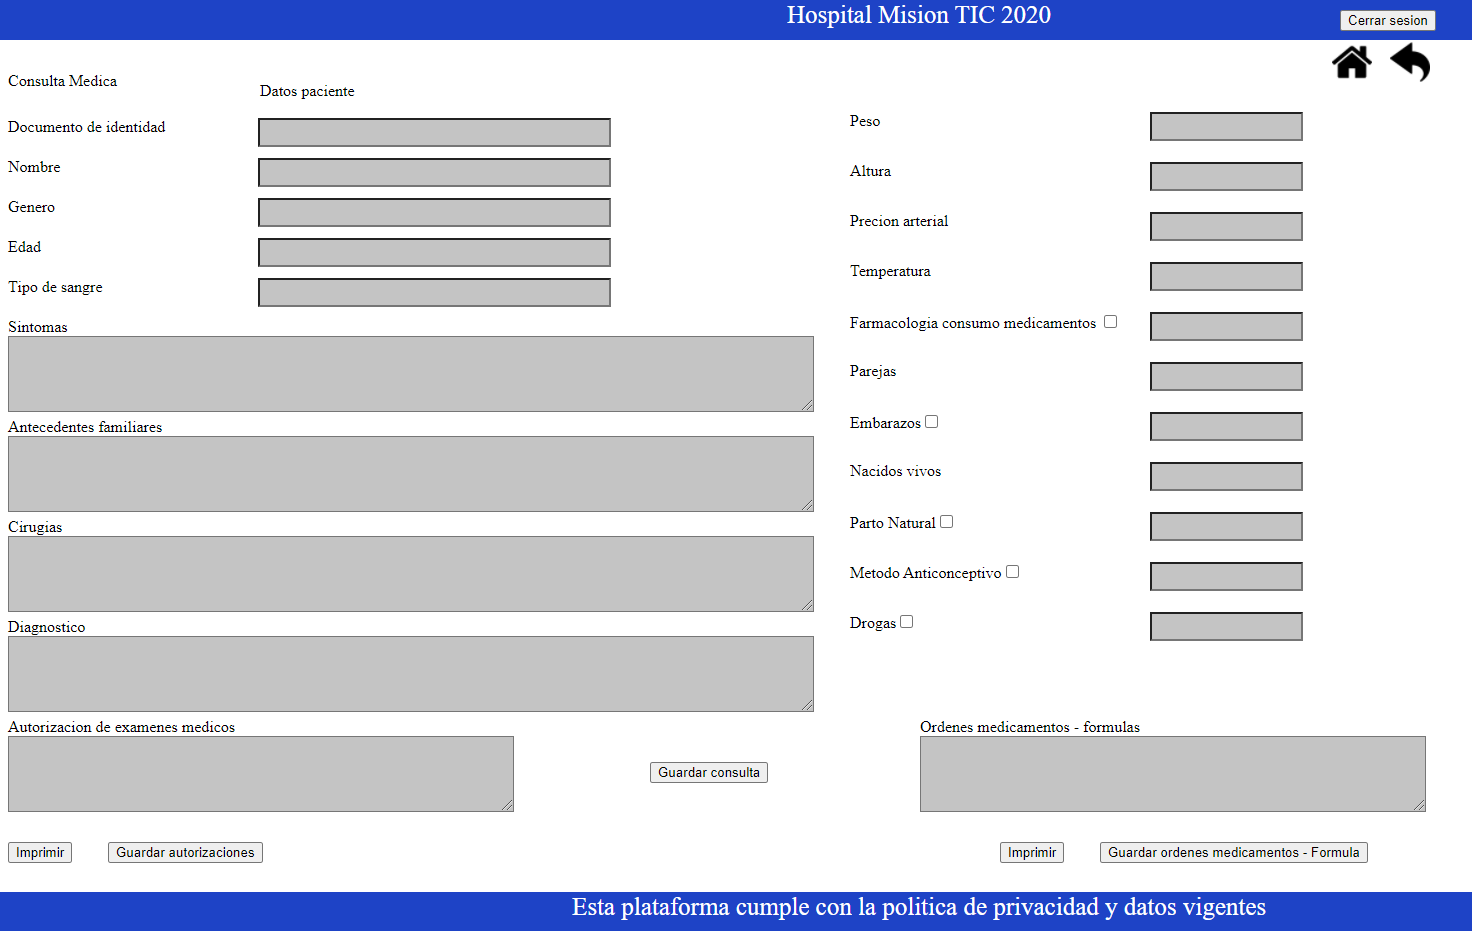 Hospital Mision TIC 2020
Cerrar sesion
Consulta Medica
Datos paciente
Documento de identidad
Nombre
Genero
Edad
Tipo de sangre
Sintomas
Antecedentes familiares
Cirugias
Diagnostico
Peso
Altura
Precion arterial
Temperatura
Farmacologia consumo medicamentos
Parejas
Embarazos
Nacidos vivos
Parto Natural
Metodo Anticonceptivo
Drogas
Autorizacion de examenes medicos
Guardar consulta
Ordenes medicamentos - formulas
Imprimir
Guardar autorizaciones
Imprimir
Guardar ordenes medicamentos - Formula
Esta plataforma cumple con la politica de privacidad y datos vigentes